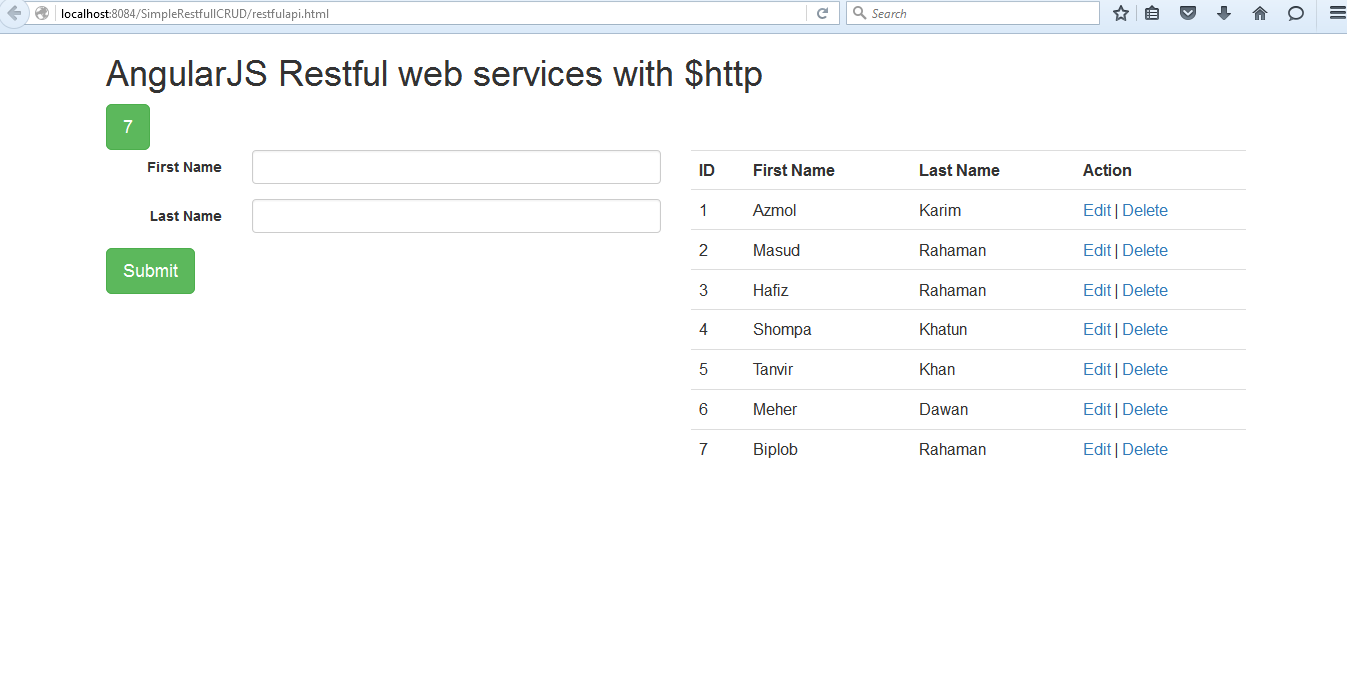 localhost:8084/SimpleRestfullCRUD/restfulapi.html
Search
AngularJS Restful web services with $http
7
First Name
Last Name
Submit
ID First Name Last Name Action
1 Azmol Karim Edit | Delete
2 Masud Rahaman Edit | Delete
3 Hafiz Rahaman Edit | Delete
4 Shompa Khatun Edit | Delete
5 Tanvir Khan Edit | Delete
6 Meher Dawan Edit | Delete
7 Biplob Rahaman Edit | Delete